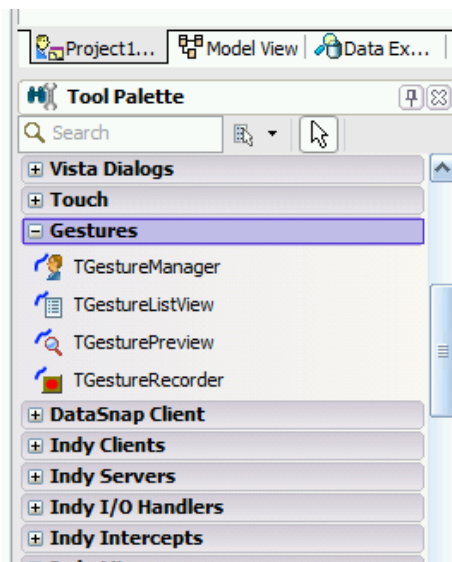 Project1... Model View Data Ex...
Tool Palette
Search
Vista Dialogs
Touch
Gestures
TGestureManager
TGestureListView
TGesturePreview
TGestureRecorder
DataSnap Client
Indy Clients
Indy Servers
Indy I/O Handlers
Indy Intercepts